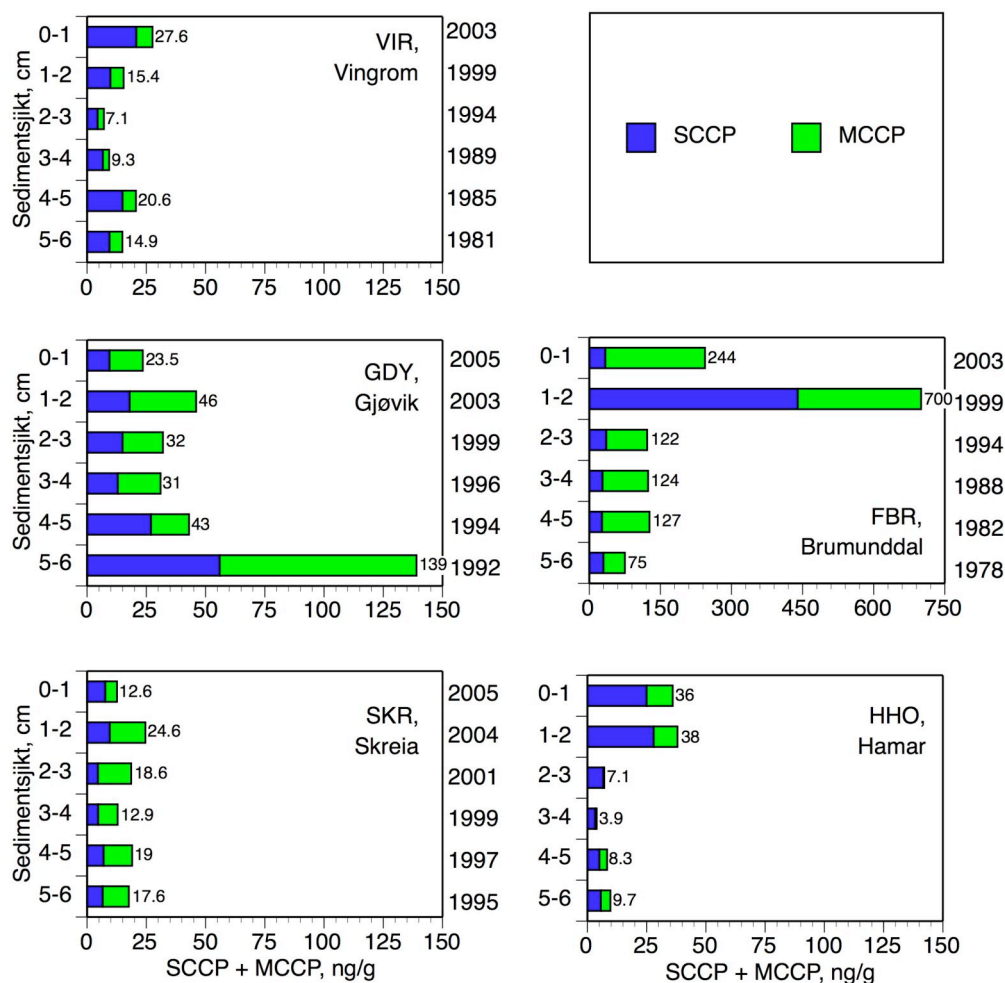 VIR,
Vingrom
Sedimentsjikt, cm
0-1 27.6 2003
1-2 15.4 1999
2-3 7.1 1994
3-4 9.3 1989
4-5 20.6 1985
5-6 14.9 1981
0 25 50 75 100 125 150
SCCP MCCP
GDY,
Gjøvik
0-1 23.5 2005
1-2 46 2003
2-3 32 1999
3-4 31 1996
4-5 43 1994
5-6 139 1992
0 25 50 75 100 125 150
FBR,
Brumunddal
0-1 244 2003
1-2 700 1999
2-3 122 1994
3-4 124 1988
4-5 127 1982
5-6 75 1978
0 150 300 450 600 750
SKR,
Skreia
Sedimentsjikt, cm
0-1 12.6 2005
1-2 24.6 2004
2-3 18.6 2001
3-4 12.9 1999
4-5 19 1997
5-6 17.6 1995
0 25 50 75 100 125 150
SCCP + MCCP, ng/g
HHO,
Hamar
0-1 36
1-2 38
2-3 7.1
3-4 3.9
4-5 8.3
5-6 9.7
0 25 50 75 100 125 150
SCCP + MCCP, ng/g